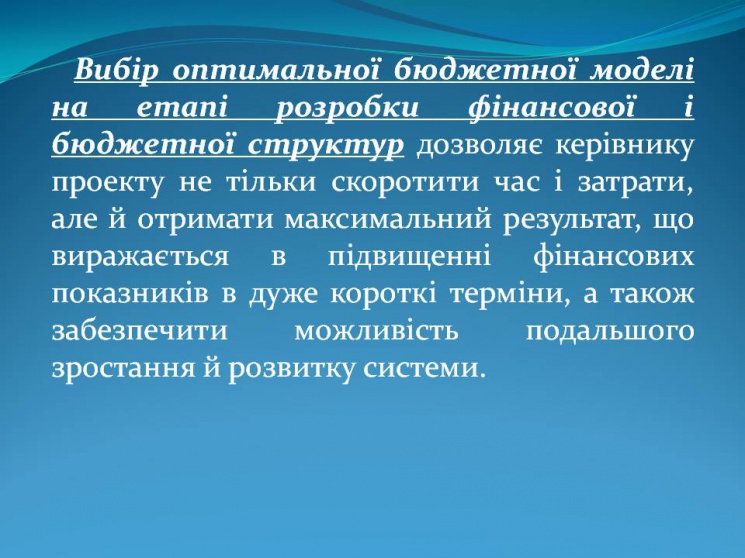 Вибір оптимальної бюджетної моделі
на етапі розробки фінансової і
бюджетної структур дозволяє керівнику
проекту не тільки скоротити час і затрати,
але й отримати максимальний результат, що
виражається в підвищенні фінансових
показників в дуже короткі терміни, а також
забезпечити можливість подальшого
зростання й розвитку системи.